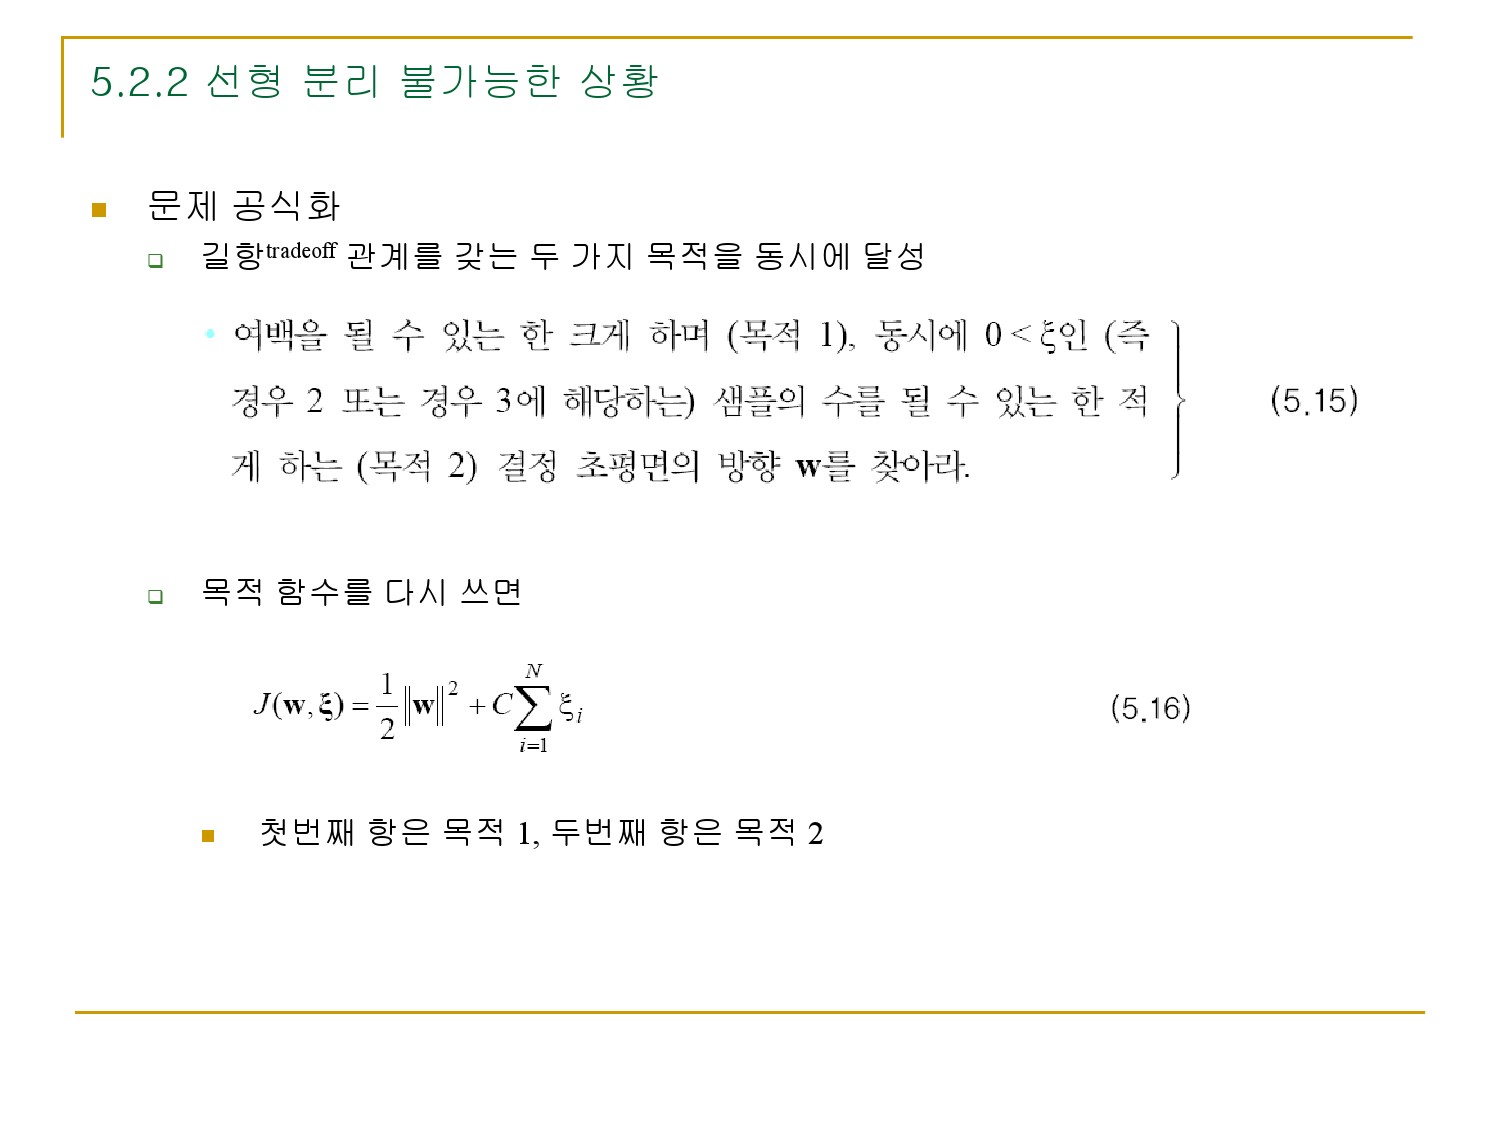 5.2.2 선형 분리 불가능한 상황
문제 공식화
길항tradeoff 관계를 갖는 두 가지 목적을 동시에 달성
• 여백을 될 수 있는 한 크게 하며 (목적 1), 동시에 0 < ξ인 (즉
경우 2 또는 경우 3에 해당하는) 샘플의 수를 될 수 있는 한 적
게 하는 (목적 2) 결정 초평면의 방향 w를 찾아라.
(5.15)
목적 함수를 다시 쓰면
J(w, ξ) = 1/2 ‖w‖² + C ∑_{i=1}^{N} ξ_i (5.16)
첫번째 항은 목적 1, 두번째 항은 목적 2